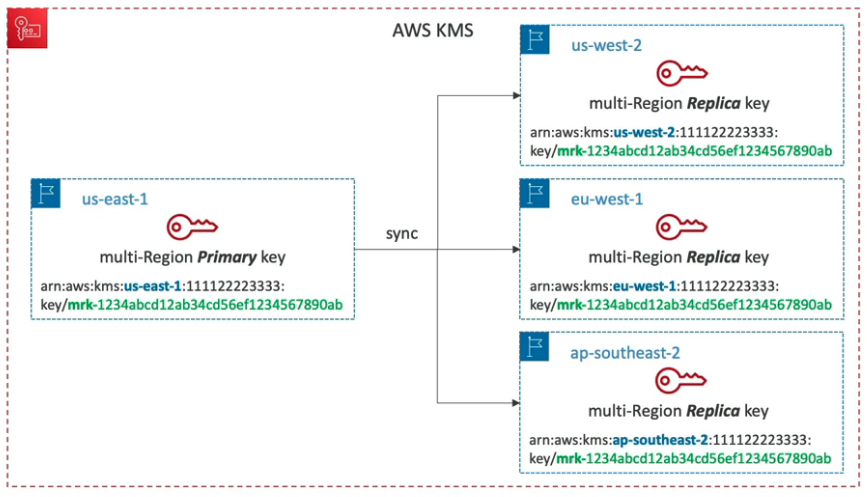 AWS KMS
us-east-1
multi-Region Primary key
arn:aws:kms:us-east-1:111122223333:
key/mrk-1234abcd12ab34cd56ef1234567890ab
sync
us-west-2
multi-Region Replica key
arn:aws:kms:us-west-2:111122223333:
key/mrk-1234abcd12ab34cd56ef1234567890ab
eu-west-1
multi-Region Replica key
arn:aws:kms:eu-west-1:111122223333:
key/mrk-1234abcd12ab34cd56ef1234567890ab
ap-southeast-2
multi-Region Replica key
arn:aws:kms:ap-southeast-2:111122223333:
key/mrk-1234abcd12ab34cd56ef1234567890ab